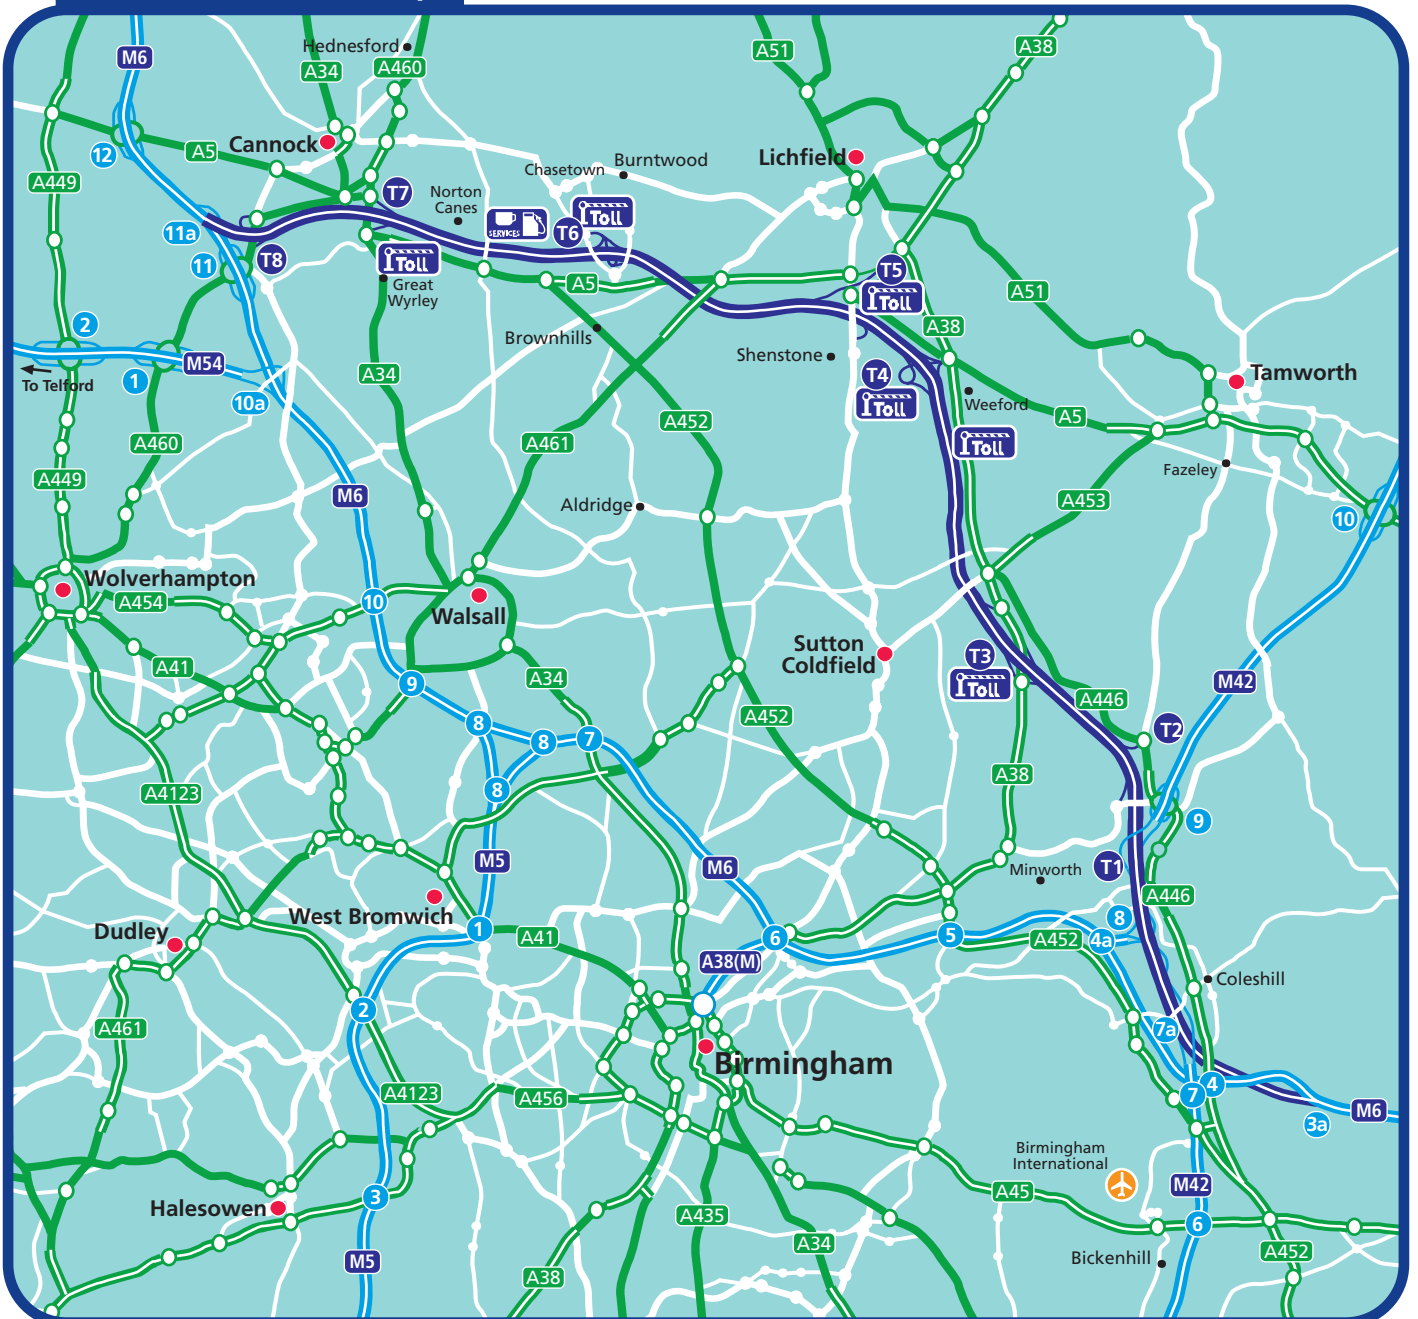 M6
Hednesford
A34
A460
A51
A38
12
A5
Cannock
A449
T7
Norton
Canes
Chasetown
Burntwood
Lichfield
SERVICES
T6
Toll
11a
11
T8
Toll
Great
Wyrley
A5
T5
Toll
A51
2
M54
1
To Telford
10a
Brownhills
Shenstone
A38
T4
Toll
Weeford
Tamworth
A34
A460
A461
A452
A5
Toll
A449
M6
Fazeley
Aldridge
A453
10
Wolverhampton
A454
10
Walsall
Sutton
Coldfield
A41
9
A34
T3
Toll
M42
A446
8
8
7
A452
T2
8
A4123
A38
9
M5
M6
Minworth
T1
A446
West Bromwich
Dudley
1
A41
6
5
A452
8
4a
A38(M)
Coleshill
2
A461
7a
Birmingham
A4123
A456
7
4
M6
3a
Birmingham
International
Halesowen
3
A45
M42
A435
6
M5
A34
A38
Bickenhill
A452